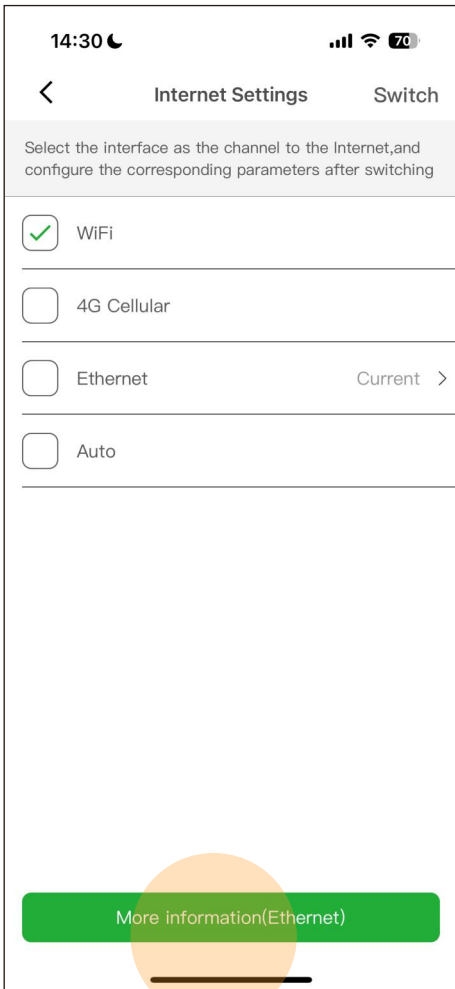 14:30 70
Internet Settings Switch
Select the interface as the channel to the Internet,and
configure the corresponding parameters after switching
WiFi
4G Cellular
Ethernet Current
Auto
More information(Ethernet)